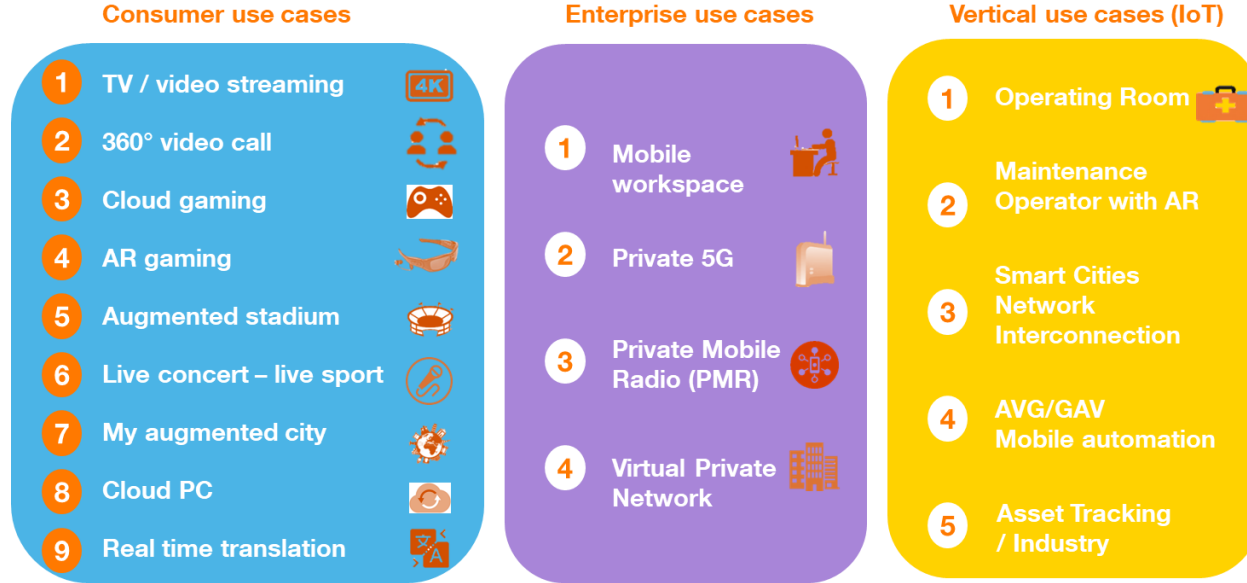 Consumer use cases
1 TV / video streaming
4K
2 360° video call
3 Cloud gaming
4 AR gaming
5 Augmented stadium
6 Live concert – live sport
7 My augmented city
8 Cloud PC
9 Real time translation
文 A
Enterprise use cases
1 Mobile
workspace
2 Private 5G
3 Private Mobile
Radio (PMR)
4 Virtual Private
Network
Vertical use cases (IoT)
1 Operating Room
2 Maintenance
Operator with AR
3 Smart Cities
Network
Interconnection
4 AVG/GAV
Mobile automation
5 Asset Tracking
/ Industry